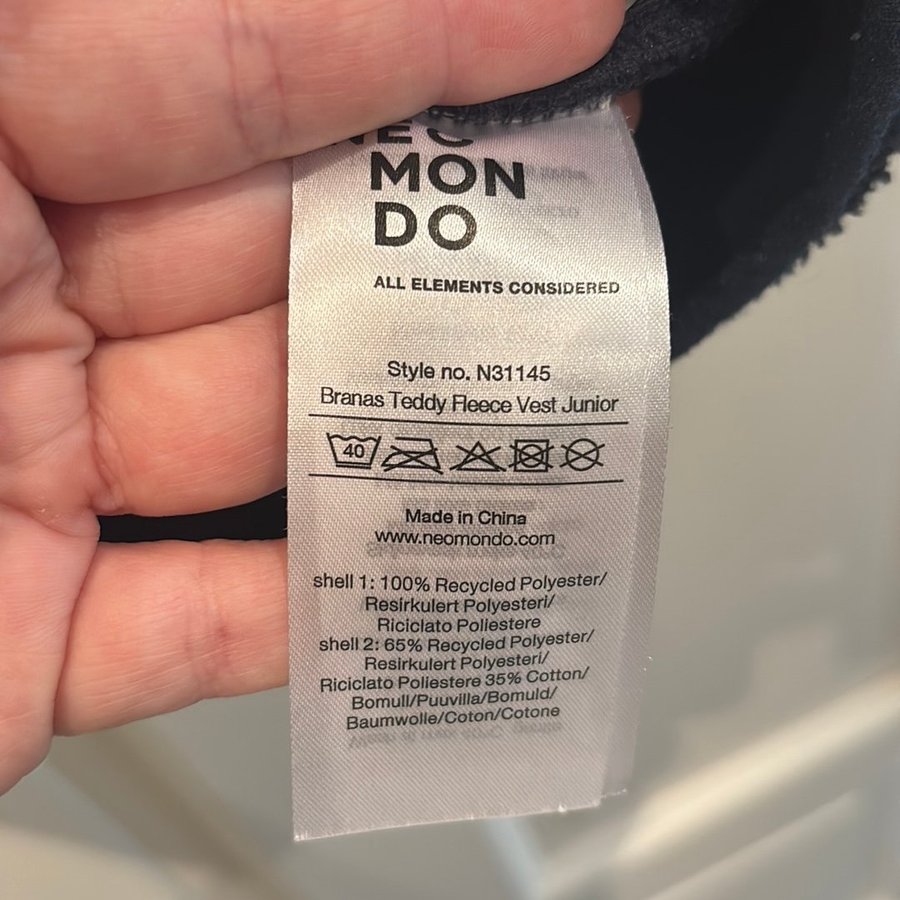 NEO
MON
DO
ALL ELEMENTS CONSIDERED
Style no. N31145
Branas Teddy Fleece Vest Junior
40
Made in China
www.neomondo.com
shell 1: 100% Recycled Polyester/
Resirkulert Polyesteri/
Riciclato Poliestere
shell 2: 65% Recycled Polyester/
Resirkulert Polyesteri/
Riciclato Poliestere 35% Cotton/
Bomull/Puuvilla/Bomuld/
Baumwolle/Coton/Cotone